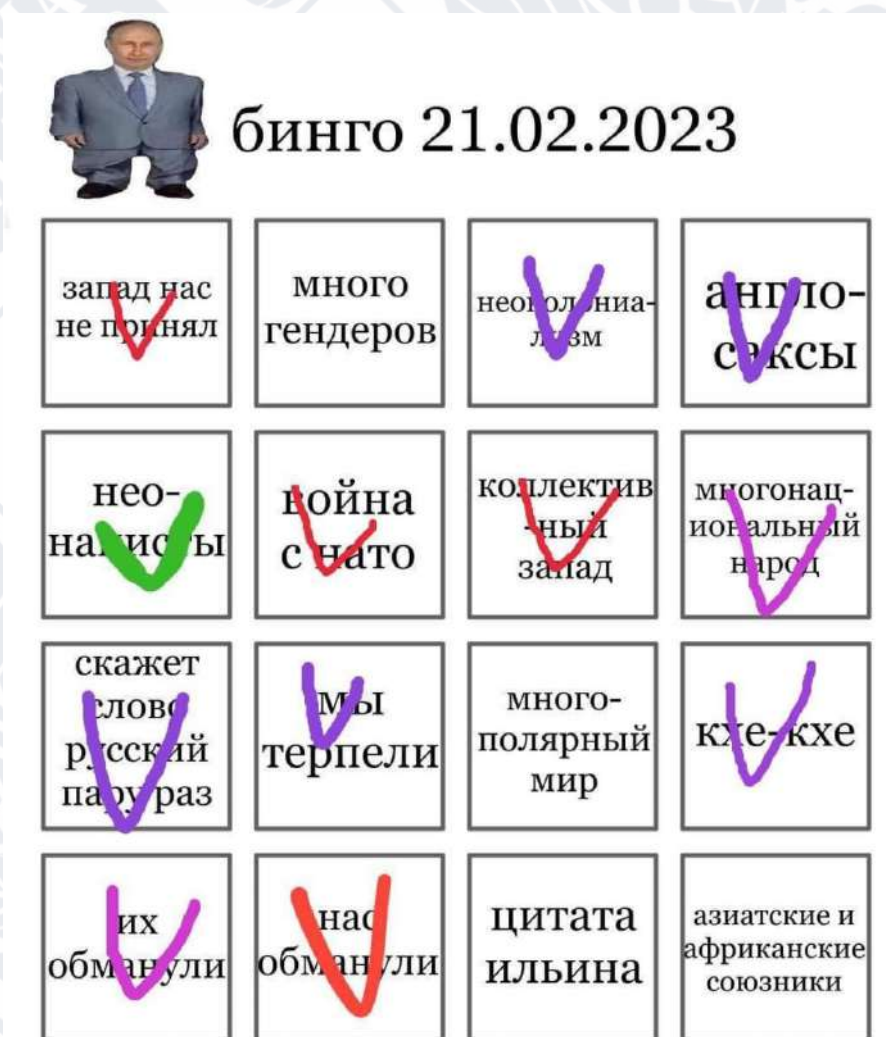 бинго 21.02.2023
запад нас
не принял
много
гендеров
неоколониа-
лизм
англо-
саксы
нео-
нацисты
война
с нато
коллектив
-ный
запад
многонац-
иональный
народ
скажет
слово
русский
пару раз
мы
терпели
много-
полярный
мир
кхе-кхе
их
обманули
нас
обманули
цитата
ильина
азиатские и
африканские
союзники